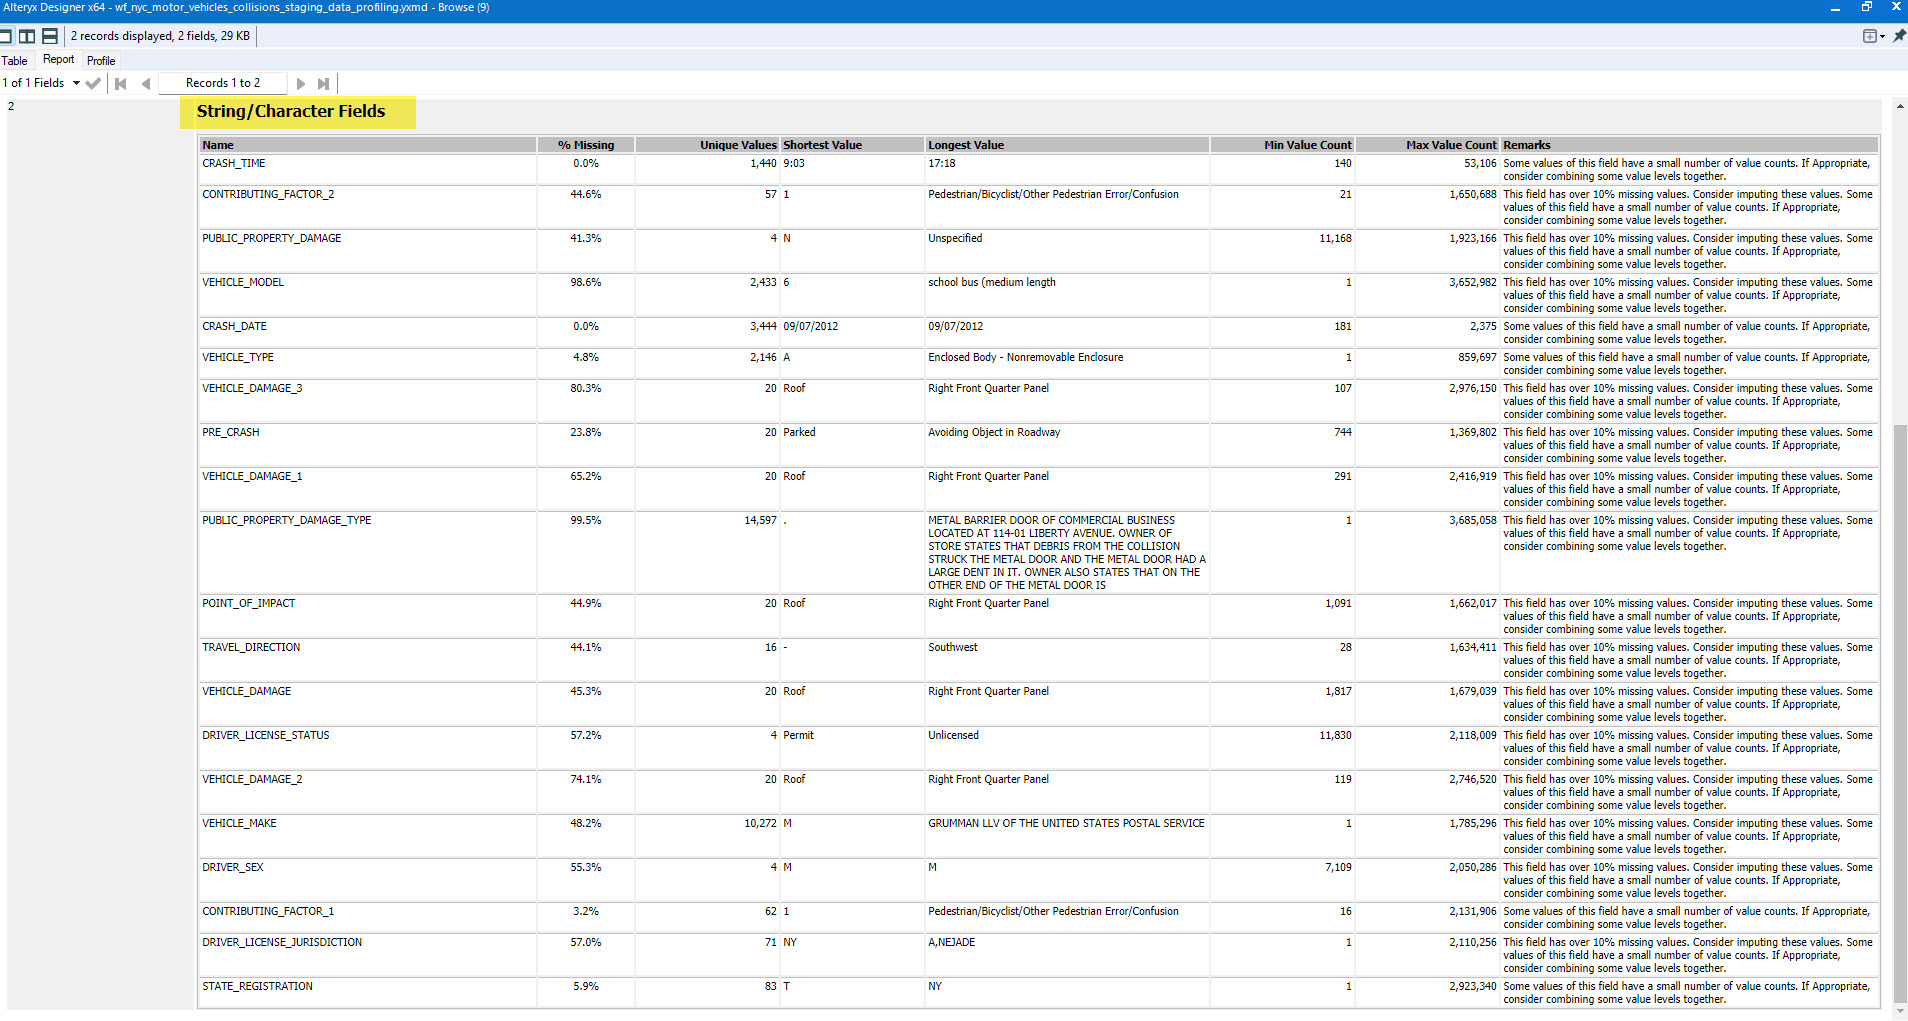 Alteryx Designer x64 - wf_nyc_motor_vehicles_collisions_staging_data_profiling.yxmd - Browse (9)
2 records displayed, 2 fields, 29 KB
Table Report Profile
1 of 1 Fields Records 1 to 2
2
String/Character Fields
Name % Missing Unique Values Shortest Value Longest Value Min Value Count Max Value Count Remarks
CRASH_TIME 0.0% 1,440 9:03 17:18 140 53,106 Some values of this field have a small number of value counts. If Appropriate,
consider combining some value levels together.
CONTRIBUTING_FACTOR_2 44.6% 57 1 Pedestrian/Bicyclist/Other Pedestrian Error/Confusion 21 1,650,688 This field has over 10% missing values. Consider imputing these values. Some
values of this field have a small number of value counts. If Appropriate,
consider combining some value levels together.
PUBLIC_PROPERTY_DAMAGE 41.3% 4 N Unspecified 11,168 1,923,166 This field has over 10% missing values. Consider imputing these values. Some
values of this field have a small number of value counts. If Appropriate,
consider combining some value levels together.
VEHICLE_MODEL 98.6% 2,433 6 school bus (medium length 1 3,652,982 This field has over 10% missing values. Consider imputing these values. Some
values of this field have a small number of value counts. If Appropriate,
consider combining some value levels together.
CRASH_DATE 0.0% 3,444 09/07/2012 09/07/2012 181 2,375 Some values of this field have a small number of value counts. If Appropriate,
consider combining some value levels together.
VEHICLE_TYPE 4.8% 2,146 A Enclosed Body - Nonremovable Enclosure 1 859,697 Some values of this field have a small number of value counts. If Appropriate,
consider combining some value levels together.
VEHICLE_DAMAGE_3 80.3% 20 Roof Right Front Quarter Panel 107 2,976,150 This field has over 10% missing values. Consider imputing these values. Some
values of this field have a small number of value counts. If Appropriate,
consider combining some value levels together.
PRE_CRASH 23.8% 20 Parked Avoiding Object in Roadway 744 1,369,802 This field has over 10% missing values. Consider imputing these values. Some
values of this field have a small number of value counts. If Appropriate,
consider combining some value levels together.
VEHICLE_DAMAGE_1 65.2% 20 Roof Right Front Quarter Panel 291 2,416,919 This field has over 10% missing values. Consider imputing these values. Some
values of this field have a small number of value counts. If Appropriate,
consider combining some value levels together.
PUBLIC_PROPERTY_DAMAGE_TYPE 99.5% 14,597 . METAL BARRIER DOOR OF COMMERCIAL BUSINESS 1 3,685,058 This field has over 10% missing values. Consider imputing these values. Some
LOCATED AT 114-01 LIBERTY AVENUE. OWNER OF values of this field have a small number of value counts. If Appropriate,
STORE STATES THAT DEBRIS FROM THE COLLISION consider combining some value levels together.
STRUCK THE METAL DOOR AND THE METAL DOOR HAD A
LARGE DENT IN IT. OWNER ALSO STATES THAT ON THE
OTHER END OF THE METAL DOOR IS
POINT_OF_IMPACT 44.9% 20 Roof Right Front Quarter Panel 1,091 1,662,017 This field has over 10% missing values. Consider imputing these values. Some
values of this field have a small number of value counts. If Appropriate,
consider combining some value levels together.
TRAVEL_DIRECTION 44.1% 16 - Southwest 28 1,634,411 This field has over 10% missing values. Consider imputing these values. Some
values of this field have a small number of value counts. If Appropriate,
consider combining some value levels together.
VEHICLE_DAMAGE 45.3% 20 Roof Right Front Quarter Panel 1,817 1,679,039 This field has over 10% missing values. Consider imputing these values. Some
values of this field have a small number of value counts. If Appropriate,
consider combining some value levels together.
DRIVER_LICENSE_STATUS 57.2% 4 Permit Unlicensed 11,830 2,118,009 This field has over 10% missing values. Consider imputing these values. Some
values of this field have a small number of value counts. If Appropriate,
consider combining some value levels together.
VEHICLE_DAMAGE_2 74.1% 20 Roof Right Front Quarter Panel 119 2,746,520 This field has over 10% missing values. Consider imputing these values. Some
values of this field have a small number of value counts. If Appropriate,
consider combining some value levels together.
VEHICLE_MAKE 48.2% 10,272 M GRUMMAN LLV OF THE UNITED STATES POSTAL SERVICE 1 1,785,296 This field has over 10% missing values. Consider imputing these values. Some
values of this field have a small number of value counts. If Appropriate,
consider combining some value levels together.
DRIVER_SEX 55.3% 4 M M 7,109 2,050,286 This field has over 10% missing values. Consider imputing these values. Some
values of this field have a small number of value counts. If Appropriate,
consider combining some value levels together.
CONTRIBUTING_FACTOR_1 3.2% 62 1 Pedestrian/Bicyclist/Other Pedestrian Error/Confusion 16 2,131,906 Some values of this field have a small number of value counts. If Appropriate,
consider combining some value levels together.
DRIVER_LICENSE_JURISDICTION 57.0% 71 NY A,NEJADE 1 2,110,256 This field has over 10% missing values. Consider imputing these values. Some
values of this field have a small number of value counts. If Appropriate,
consider combining some value levels together.
STATE_REGISTRATION 5.9% 83 T NY 1 2,923,340 Some values of this field have a small number of value counts. If Appropriate,
consider combining some value levels together.